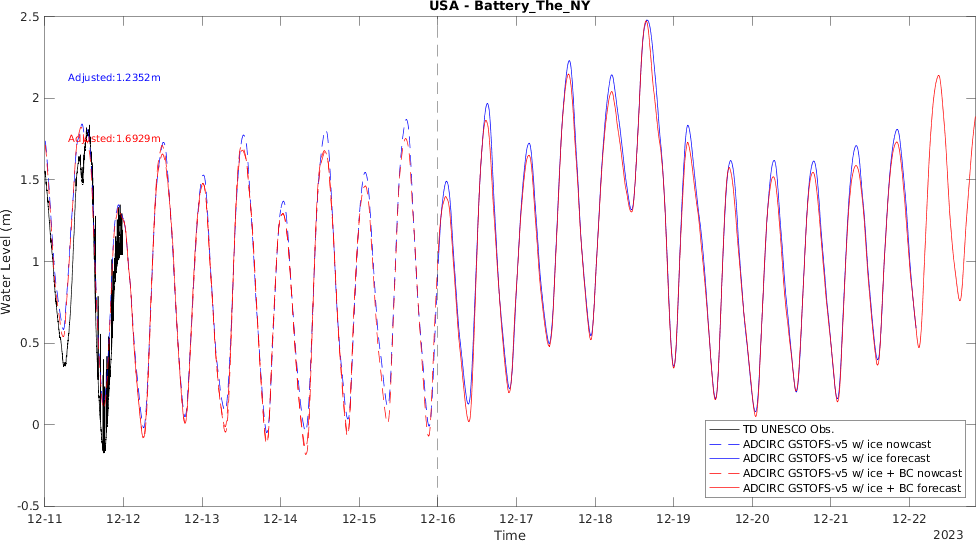 USA - Battery_The_NY
2.5
Adjusted:1.2352m
2
Adjusted:1.6929m
1.5
Water Level (m)
1
0.5
0
TD UNESCO Obs.
ADCIRC GSTOFS-v5 w/ ice nowcast
ADCIRC GSTOFS-v5 w/ ice forecast
ADCIRC GSTOFS-v5 w/ ice + BC nowcast
ADCIRC GSTOFS-v5 w/ ice + BC forecast
-0.5
12-11 12-12 12-13 12-14 12-15 12-16 12-17 12-18 12-19 12-20 12-21 12-22
Time
2023